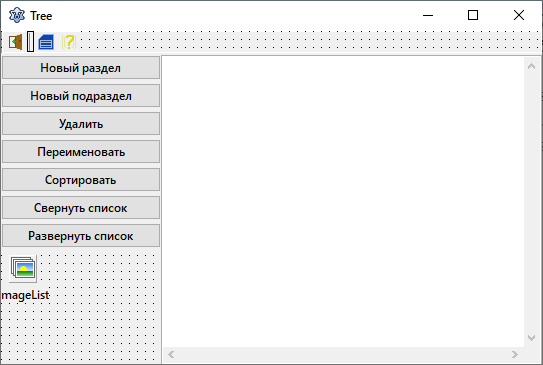 Tree
Новый раздел
Новый подраздел
Удалить
Переименовать
Сортировать
Свернуть список
Развернуть список
mageList